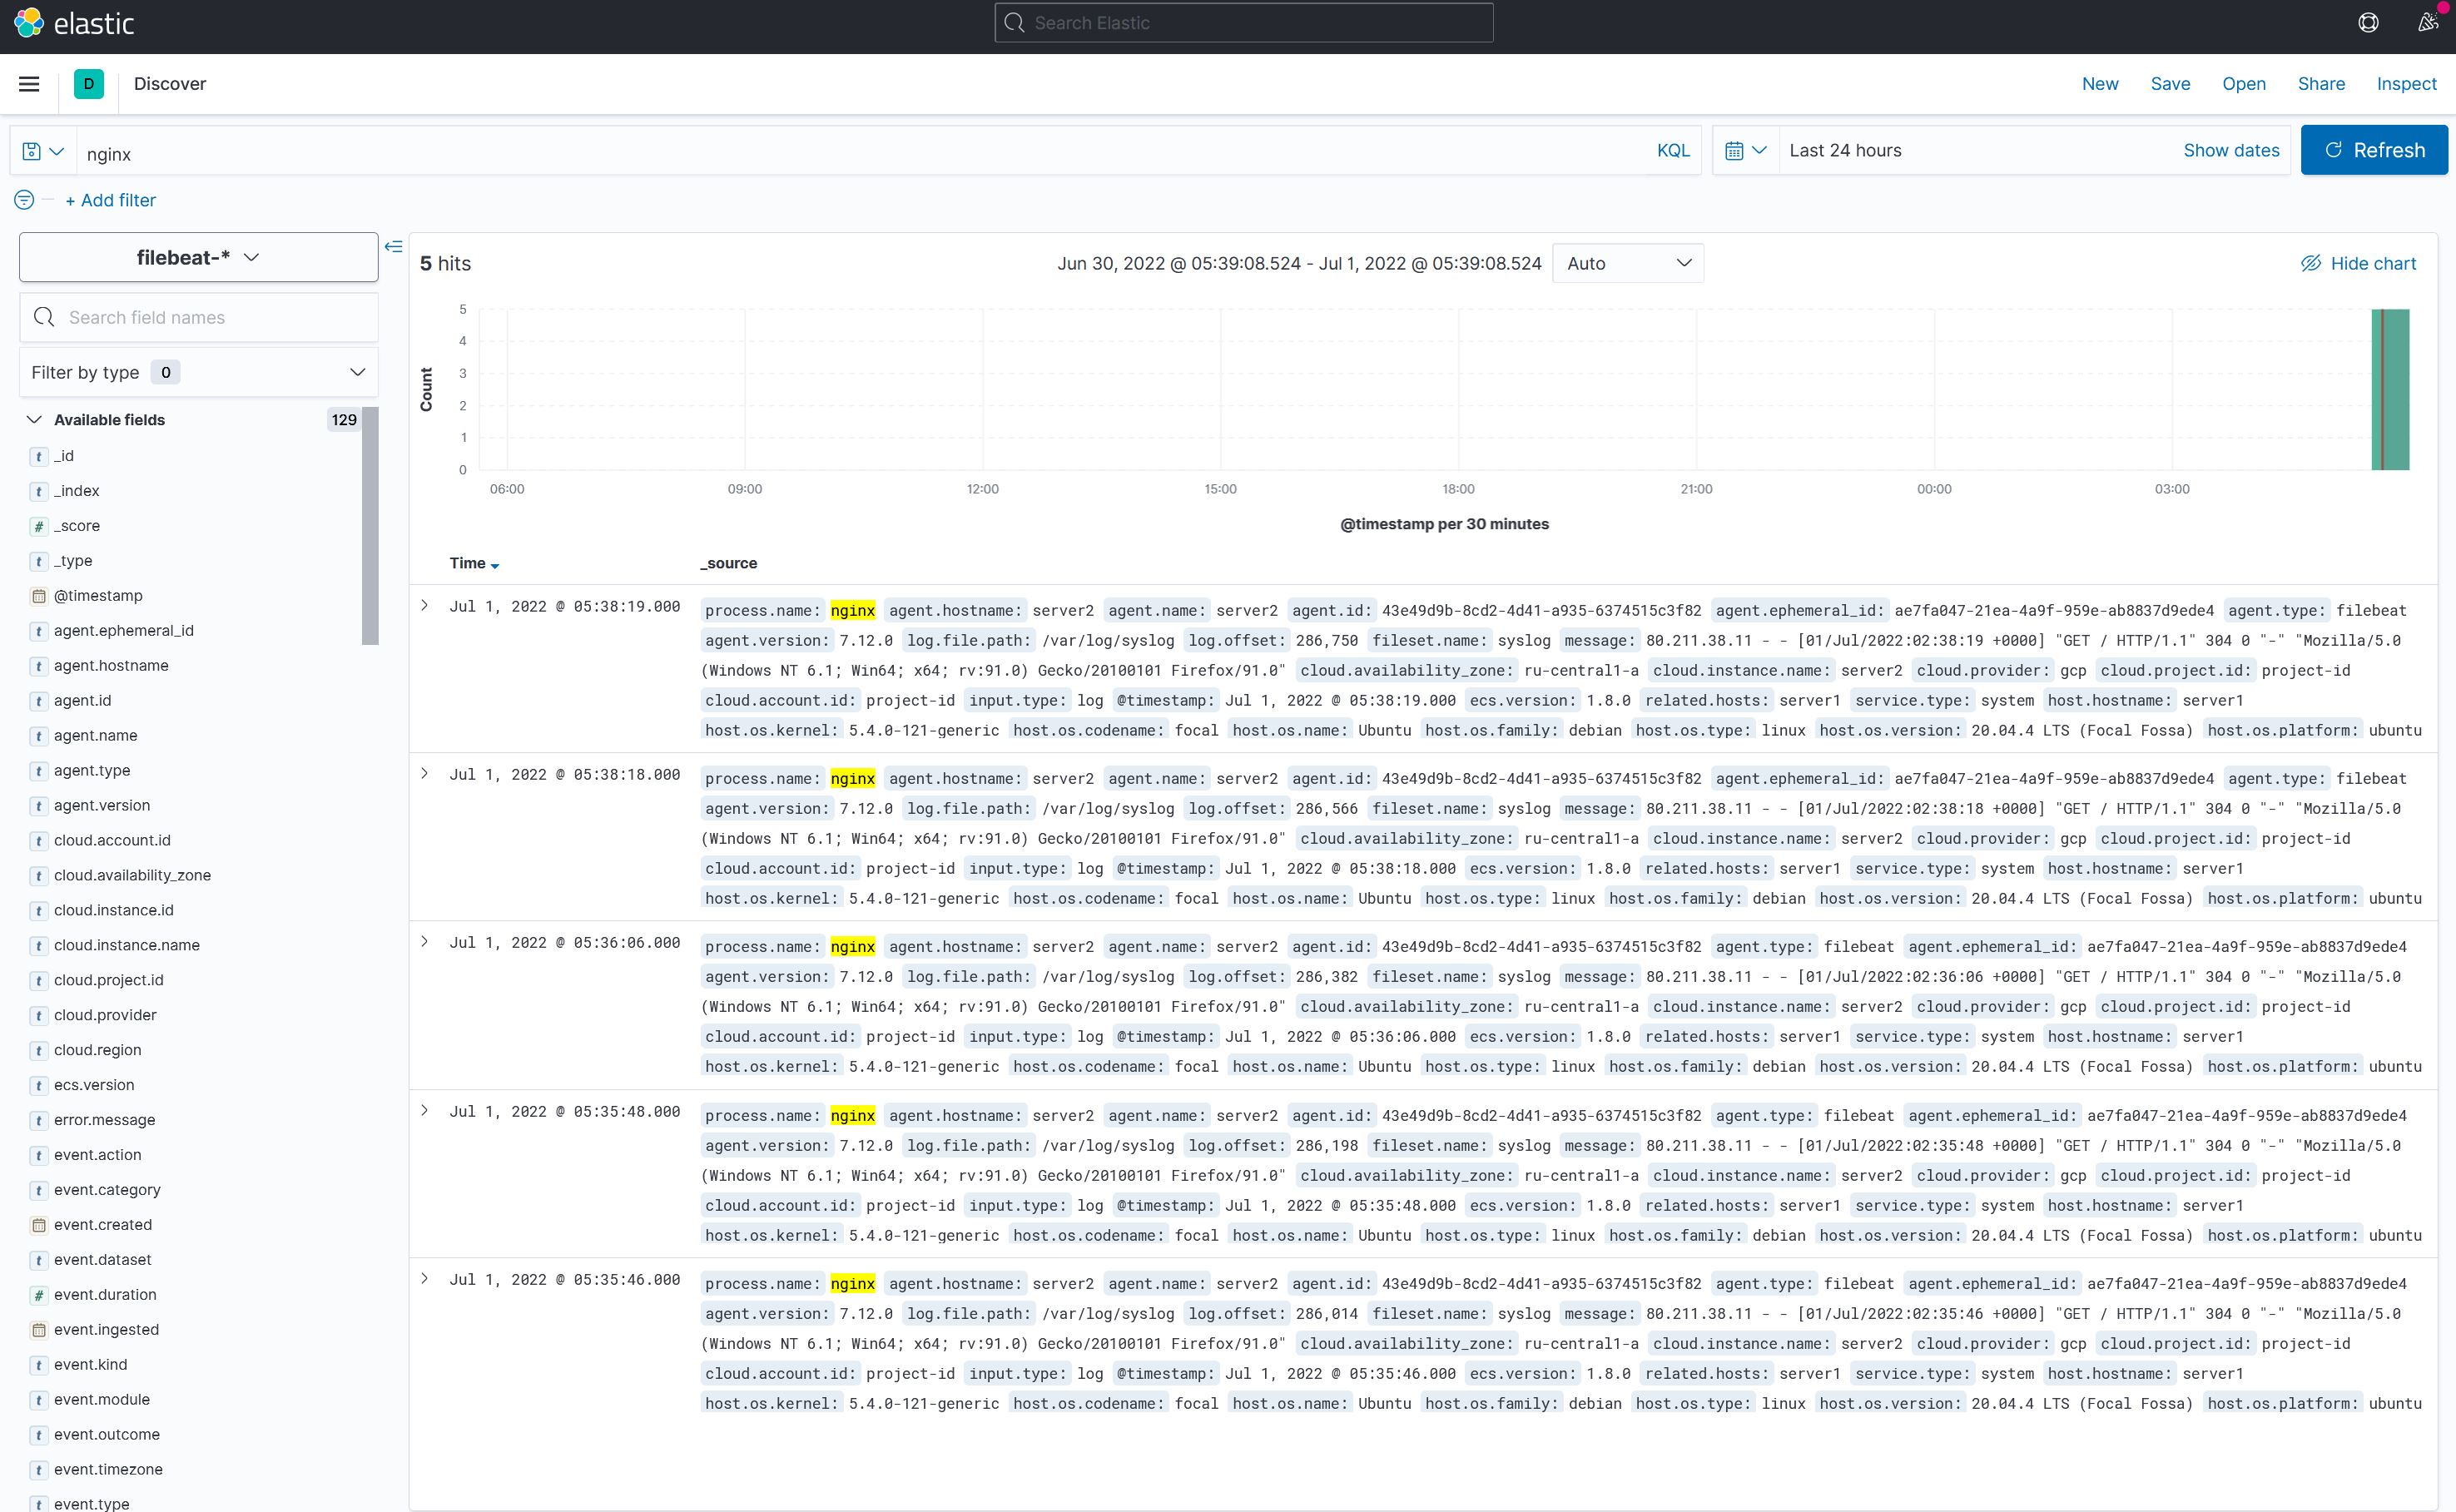 elastic
Search Elastic
D Discover New Save Open Share Inspect
nginx KQL Last 24 hours Show dates Refresh
+ Add filter
filebeat-*
Search field names
Filter by type 0
Available fields 129
_id
_index
_score
_type
@timestamp
agent.ephemeral_id
agent.hostname
agent.id
agent.name
agent.type
agent.version
cloud.account.id
cloud.availability_zone
cloud.instance.id
cloud.instance.name
cloud.project.id
cloud.provider
cloud.region
ecs.version
error.message
event.action
event.category
event.created
event.dataset
event.duration
event.ingested
event.kind
event.module
event.outcome
event.timezone
event.type
5 hits Jun 30, 2022 @ 05:39:08.524 - Jul 1, 2022 @ 05:39:08.524 Auto Hide chart
5
4
3
2
1
0
Count
06:00 09:00 12:00 15:00 18:00 21:00 00:00 03:00
@timestamp per 30 minutes
Time _source
Jul 1, 2022 @ 05:38:19.000 process.name: nginx agent.hostname: server2 agent.name: server2 agent.id: 43e49d9b-8cd2-4d41-a935-6374515c3f82 agent.ephemeral_id: ae7fa047-21ea-4a9f-959e-ab8837d9ede4 agent.type: filebeat
agent.version: 7.12.0 log.file.path: /var/log/syslog log.offset: 286,750 fileset.name: syslog message: 80.211.38.11 - - [01/Jul/2022:02:38:19 +0000] "GET / HTTP/1.1" 304 0 "-" "Mozilla/5.0
(Windows NT 6.1; Win64; x64; rv:91.0) Gecko/20100101 Firefox/91.0" cloud.availability_zone: ru-central1-a cloud.instance.name: server2 cloud.provider: gcp cloud.project.id: project-id
cloud.account.id: project-id input.type: log @timestamp: Jul 1, 2022 @ 05:38:19.000 ecs.version: 1.8.0 related.hosts: server1 service.type: system host.hostname: server1
host.os.kernel: 5.4.0-121-generic host.os.codename: focal host.os.name: Ubuntu host.os.family: debian host.os.type: linux host.os.version: 20.04.4 LTS (Focal Fossa) host.os.platform: ubuntu
Jul 1, 2022 @ 05:38:18.000 process.name: nginx agent.hostname: server2 agent.name: server2 agent.id: 43e49d9b-8cd2-4d41-a935-6374515c3f82 agent.ephemeral_id: ae7fa047-21ea-4a9f-959e-ab8837d9ede4 agent.type: filebeat
agent.version: 7.12.0 log.file.path: /var/log/syslog log.offset: 286,566 fileset.name: syslog message: 80.211.38.11 - - [01/Jul/2022:02:38:18 +0000] "GET / HTTP/1.1" 304 0 "-" "Mozilla/5.0
(Windows NT 6.1; Win64; x64; rv:91.0) Gecko/20100101 Firefox/91.0" cloud.availability_zone: ru-central1-a cloud.instance.name: server2 cloud.provider: gcp cloud.project.id: project-id
cloud.account.id: project-id input.type: log @timestamp: Jul 1, 2022 @ 05:38:18.000 ecs.version: 1.8.0 related.hosts: server1 service.type: system host.hostname: server1
host.os.kernel: 5.4.0-121-generic host.os.codename: focal host.os.name: Ubuntu host.os.type: linux host.os.family: debian host.os.version: 20.04.4 LTS (Focal Fossa) host.os.platform: ubuntu
Jul 1, 2022 @ 05:36:06.000 process.name: nginx agent.hostname: server2 agent.name: server2 agent.id: 43e49d9b-8cd2-4d41-a935-6374515c3f82 agent.type: filebeat agent.ephemeral_id: ae7fa047-21ea-4a9f-959e-ab8837d9ede4
agent.version: 7.12.0 log.file.path: /var/log/syslog log.offset: 286,382 fileset.name: syslog message: 80.211.38.11 - - [01/Jul/2022:02:36:06 +0000] "GET / HTTP/1.1" 304 0 "-" "Mozilla/5.0
(Windows NT 6.1; Win64; x64; rv:91.0) Gecko/20100101 Firefox/91.0" cloud.availability_zone: ru-central1-a cloud.instance.name: server2 cloud.provider: gcp cloud.project.id: project-id
cloud.account.id: project-id input.type: log @timestamp: Jul 1, 2022 @ 05:36:06.000 ecs.version: 1.8.0 related.hosts: server1 service.type: system host.hostname: server1
host.os.kernel: 5.4.0-121-generic host.os.codename: focal host.os.name: Ubuntu host.os.type: linux host.os.family: debian host.os.version: 20.04.4 LTS (Focal Fossa) host.os.platform: ubuntu
Jul 1, 2022 @ 05:35:48.000 process.name: nginx agent.hostname: server2 agent.name: server2 agent.id: 43e49d9b-8cd2-4d41-a935-6374515c3f82 agent.type: filebeat agent.ephemeral_id: ae7fa047-21ea-4a9f-959e-ab8837d9ede4
agent.version: 7.12.0 log.file.path: /var/log/syslog log.offset: 286,198 fileset.name: syslog message: 80.211.38.11 - - [01/Jul/2022:02:35:48 +0000] "GET / HTTP/1.1" 304 0 "-" "Mozilla/5.0
(Windows NT 6.1; Win64; x64; rv:91.0) Gecko/20100101 Firefox/91.0" cloud.availability_zone: ru-central1-a cloud.instance.name: server2 cloud.provider: gcp cloud.project.id: project-id
cloud.account.id: project-id input.type: log @timestamp: Jul 1, 2022 @ 05:35:48.000 ecs.version: 1.8.0 related.hosts: server1 service.type: system host.hostname: server1
host.os.kernel: 5.4.0-121-generic host.os.codename: focal host.os.name: Ubuntu host.os.type: linux host.os.family: debian host.os.version: 20.04.4 LTS (Focal Fossa) host.os.platform: ubuntu
Jul 1, 2022 @ 05:35:46.000 process.name: nginx agent.hostname: server2 agent.name: server2 agent.id: 43e49d9b-8cd2-4d41-a935-6374515c3f82 agent.type: filebeat agent.ephemeral_id: ae7fa047-21ea-4a9f-959e-ab8837d9ede4
agent.version: 7.12.0 log.file.path: /var/log/syslog log.offset: 286,014 fileset.name: syslog message: 80.211.38.11 - - [01/Jul/2022:02:35:46 +0000] "GET / HTTP/1.1" 304 0 "-" "Mozilla/5.0
(Windows NT 6.1; Win64; x64; rv:91.0) Gecko/20100101 Firefox/91.0" cloud.availability_zone: ru-central1-a cloud.instance.name: server2 cloud.provider: gcp cloud.project.id: project-id
cloud.account.id: project-id input.type: log @timestamp: Jul 1, 2022 @ 05:35:46.000 ecs.version: 1.8.0 related.hosts: server1 service.type: system host.hostname: server1
host.os.kernel: 5.4.0-121-generic host.os.codename: focal host.os.name: Ubuntu host.os.family: debian host.os.type: linux host.os.version: 20.04.4 LTS (Focal Fossa) host.os.platform: ubuntu